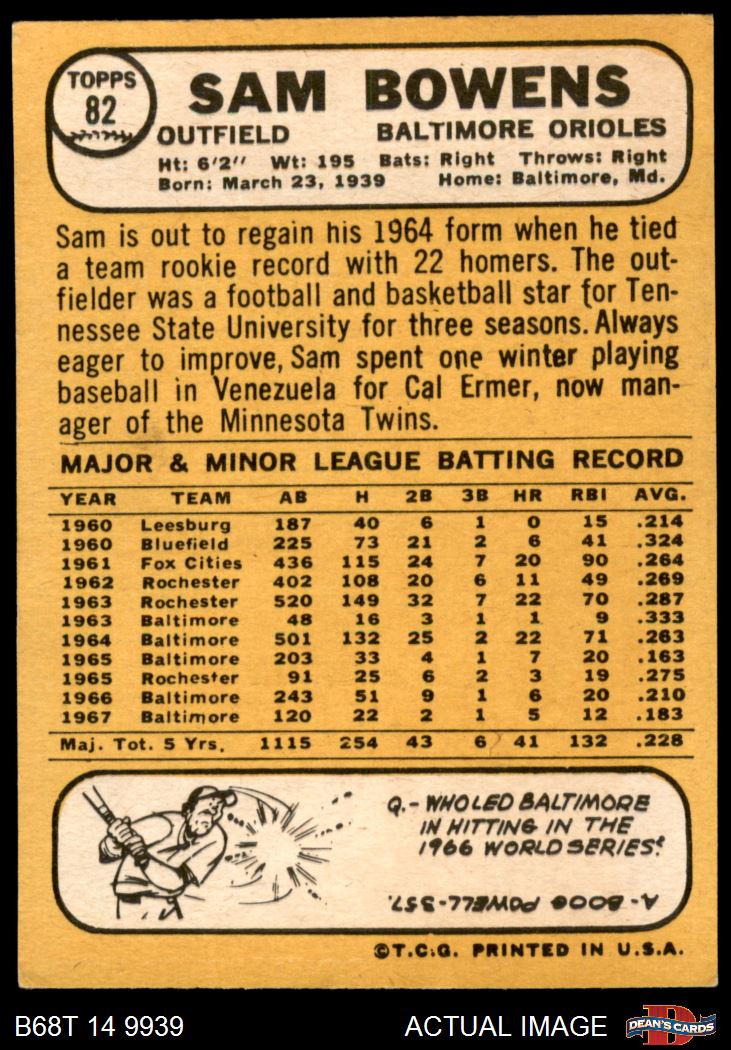 TOPPS
82
SAM BOWENS
OUTFIELD BALTIMORE ORIOLES
Ht: 6'2" Wt: 195 Bats: Right Throws: Right
Born: March 23, 1939 Home: Baltimore, Md.
Sam is out to regain his 1964 form when he tied
a team rookie record with 22 homers. The out-
fielder was a football and basketball star for Ten-
nessee State University for three seasons. Always
eager to improve, Sam spent one winter playing
baseball in Venezuela for Cal Ermer, now man-
ager of the Minnesota Twins.
MAJOR & MINOR LEAGUE BATTING RECORD
YEAR TEAM AB H 2B 3B HR RBI AVG.
1960 Leesburg 187 40 6 1 0 15 .214
1960 Bluefield 225 73 21 2 6 41 .324
1961 Fox Cities 436 115 24 7 20 90 .264
1962 Rochester 402 108 20 6 11 49 .269
1963 Rochester 520 149 32 7 22 70 .287
1963 Baltimore 48 16 3 1 1 9 .333
1964 Baltimore 501 132 25 2 22 71 .263
1965 Baltimore 203 33 4 1 7 20 .163
1965 Rochester 91 25 6 2 3 19 .275
1966 Baltimore 243 51 9 1 6 20 .210
1967 Baltimore 120 22 2 1 5 12 .183
Maj. Tot. 5 Yrs. 1115 254 43 6 41 132 .228
Q.- WHO LED BALTIMORE
IN HITTING IN THE
1966 WORLD SERIES?
A- BOOG POWELL-.357.
©T.C.G. PRINTED IN U.S.A.
B68T 14 9939 ACTUAL IMAGE
D
DEAN'S CARDS